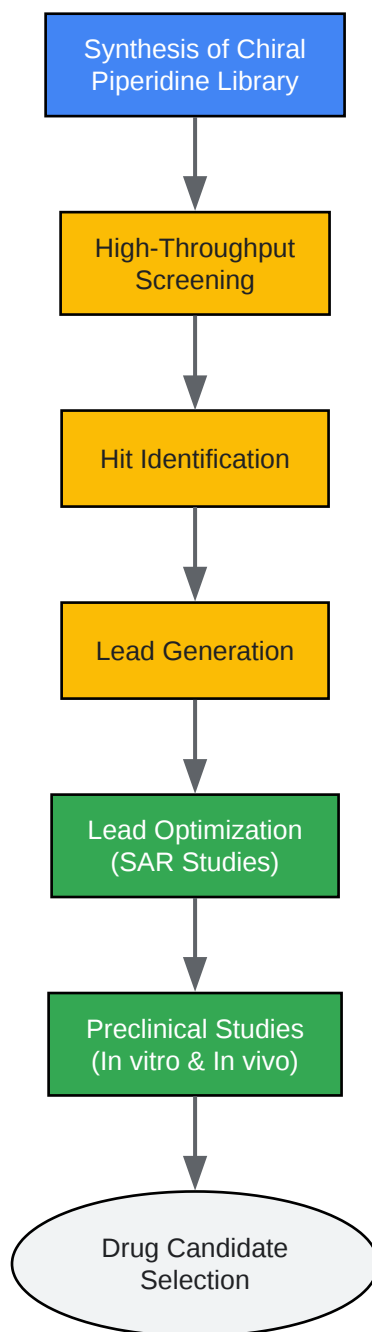 Synthesis of Chiral
Piperidine Library
High-Throughput
Screening
Hit Identification
Lead Generation
Lead Optimization
(SAR Studies)
Preclinical Studies
(In vitro & In vivo)
Drug Candidate
Selection